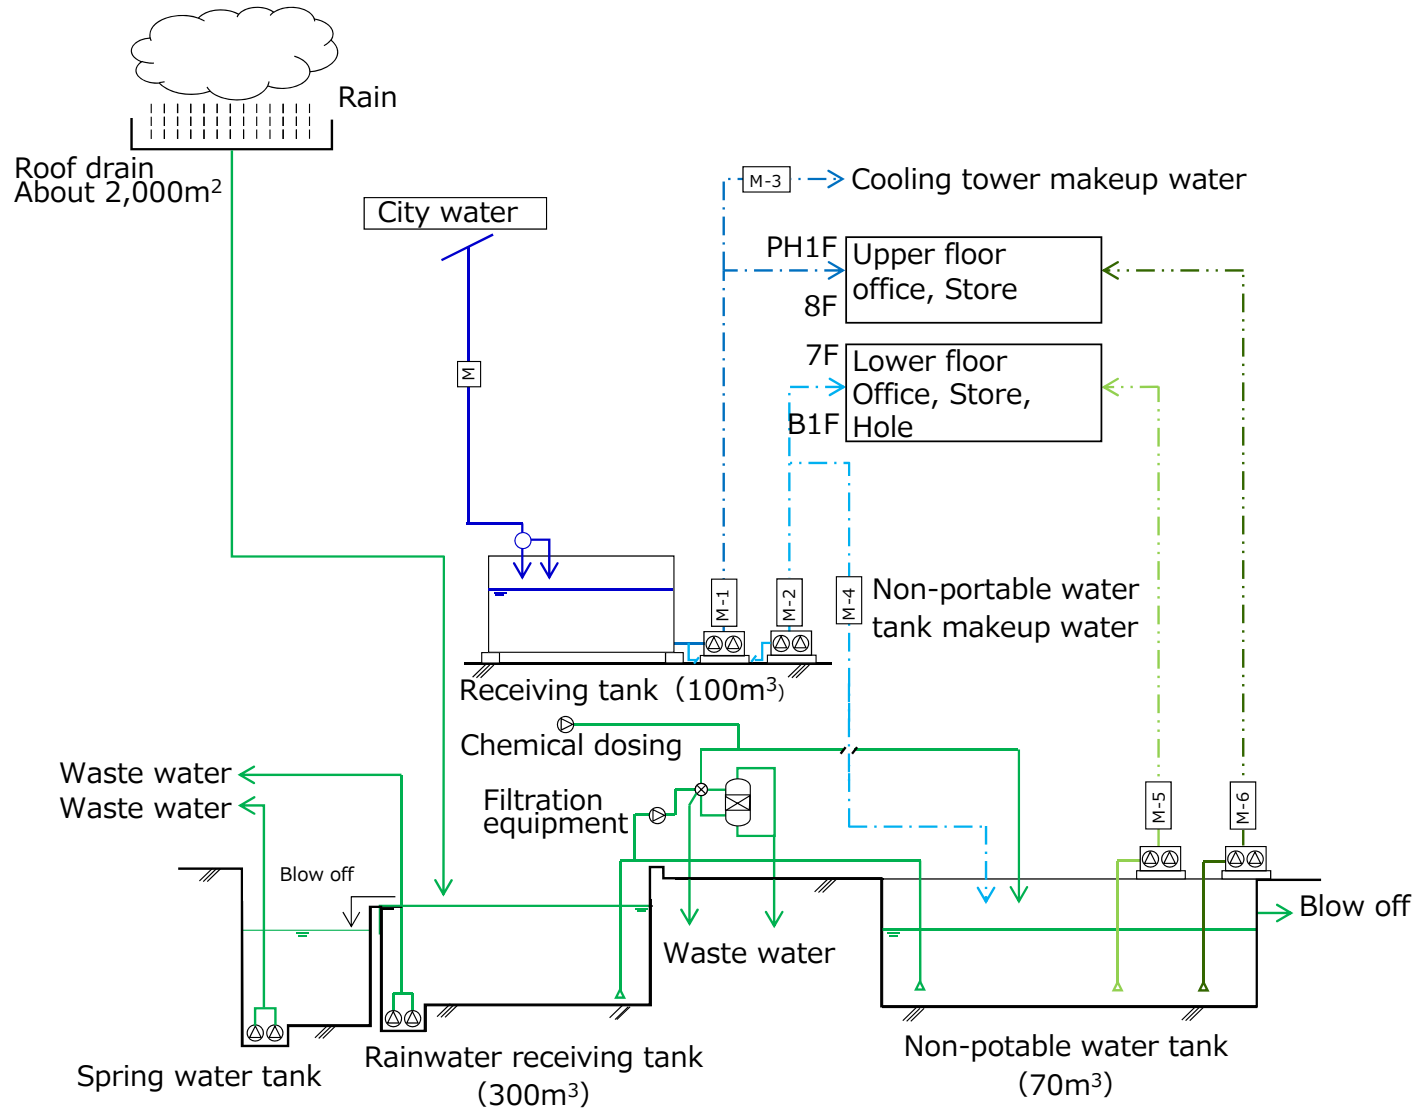 Rain
Roof drain
About 2,000m²
City water
M
M-3
Cooling tower makeup water
PH1F
8F
Upper floor
office, Store
7F
B1F
Lower floor
Office, Store,
Hole
M-1
M-2
M-4
Non-portable water
tank makeup water
Receiving tank（100m³）
Chemical dosing
Filtration
equipment
Waste water
Waste water
Blow off
M-5
M-6
Blow off
Waste water
Spring water tank
Rainwater receiving tank
（300m³）
Non-potable water tank
（70m³）